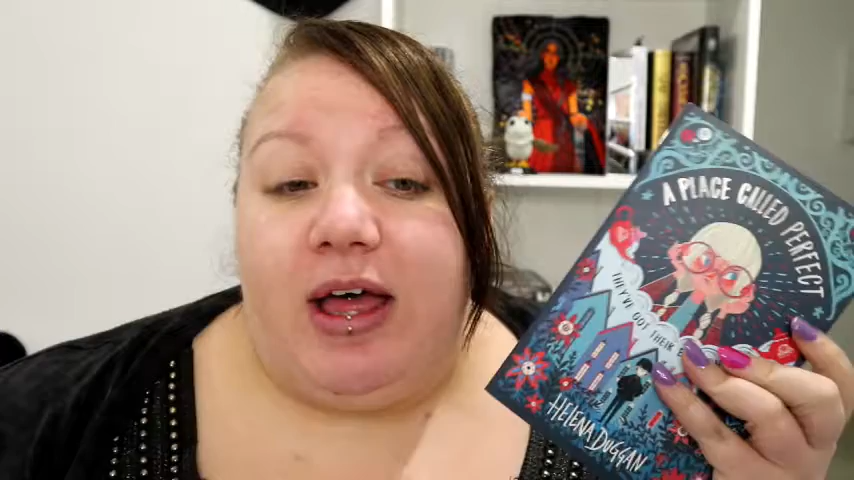 A PLACE CALLED PERFECT
THEY'VE GOT THEIR
HELENA DUGGAN